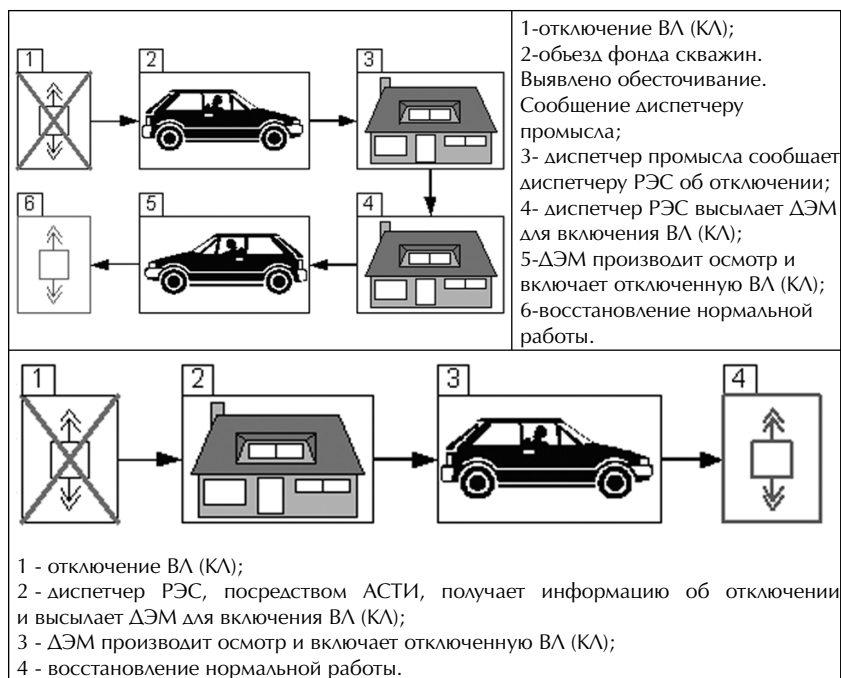 1
2
3
6
5
4
1-отключение ВЛ (КЛ);
2-объезд фонда скважин.
Выявлено обесточивание.
Сообщение диспетчеру
промысла;
3- диспетчер промысла сообщает
диспетчеру РЭС об отключении;
4- диспетчер РЭС высылает ДЭМ
для включения ВЛ (КЛ);
5-ДЭМ производит осмотр и
включает отключенную ВЛ (КЛ);
6-восстановление нормальной
работы.
1
2
3
4
1 - отключение ВЛ (КЛ);
2 - диспетчер РЭС, посредством АСТИ, получает информацию об отключении
и высылает ДЭМ для включения ВЛ (КЛ);
3 - ДЭМ производит осмотр и включает отключенную ВЛ (КЛ);
4 - восстановление нормальной работы.